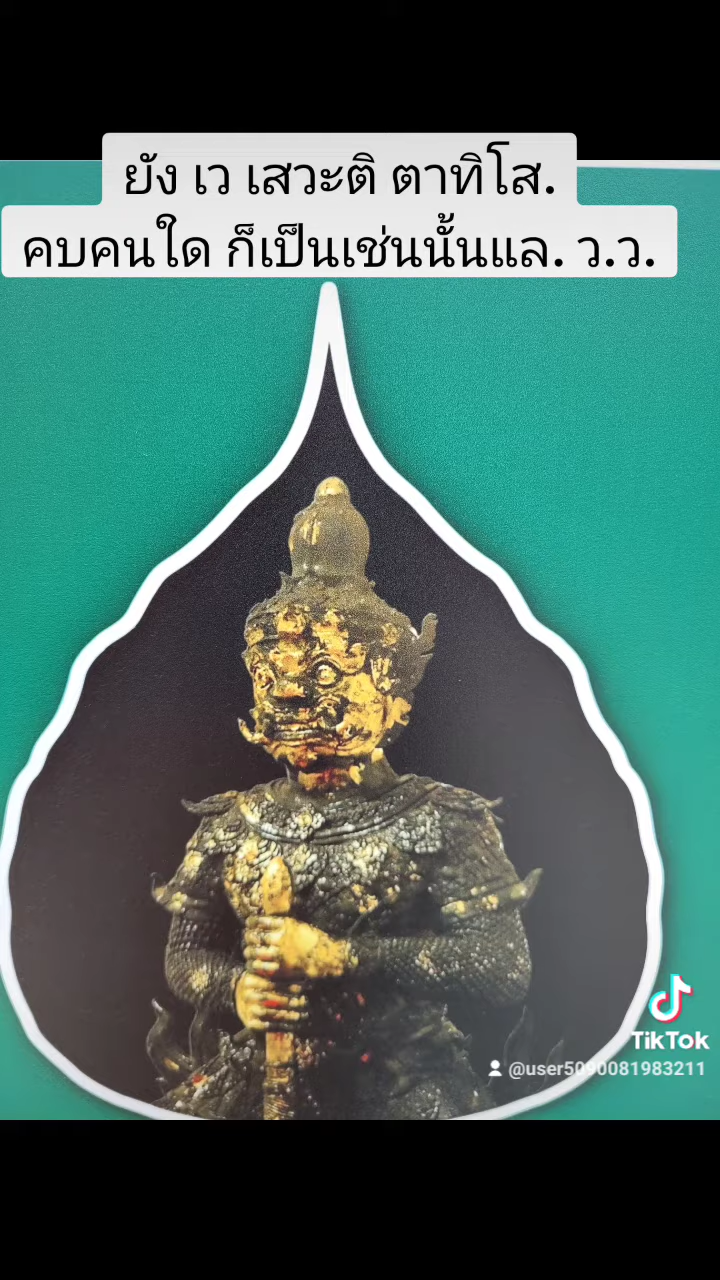 ยัง เว เสวะติ ตาทิโส.
คบคนใด ก็เป็นเช่นนั้นแล. ว.ว.
TikTok
@user5090081983211